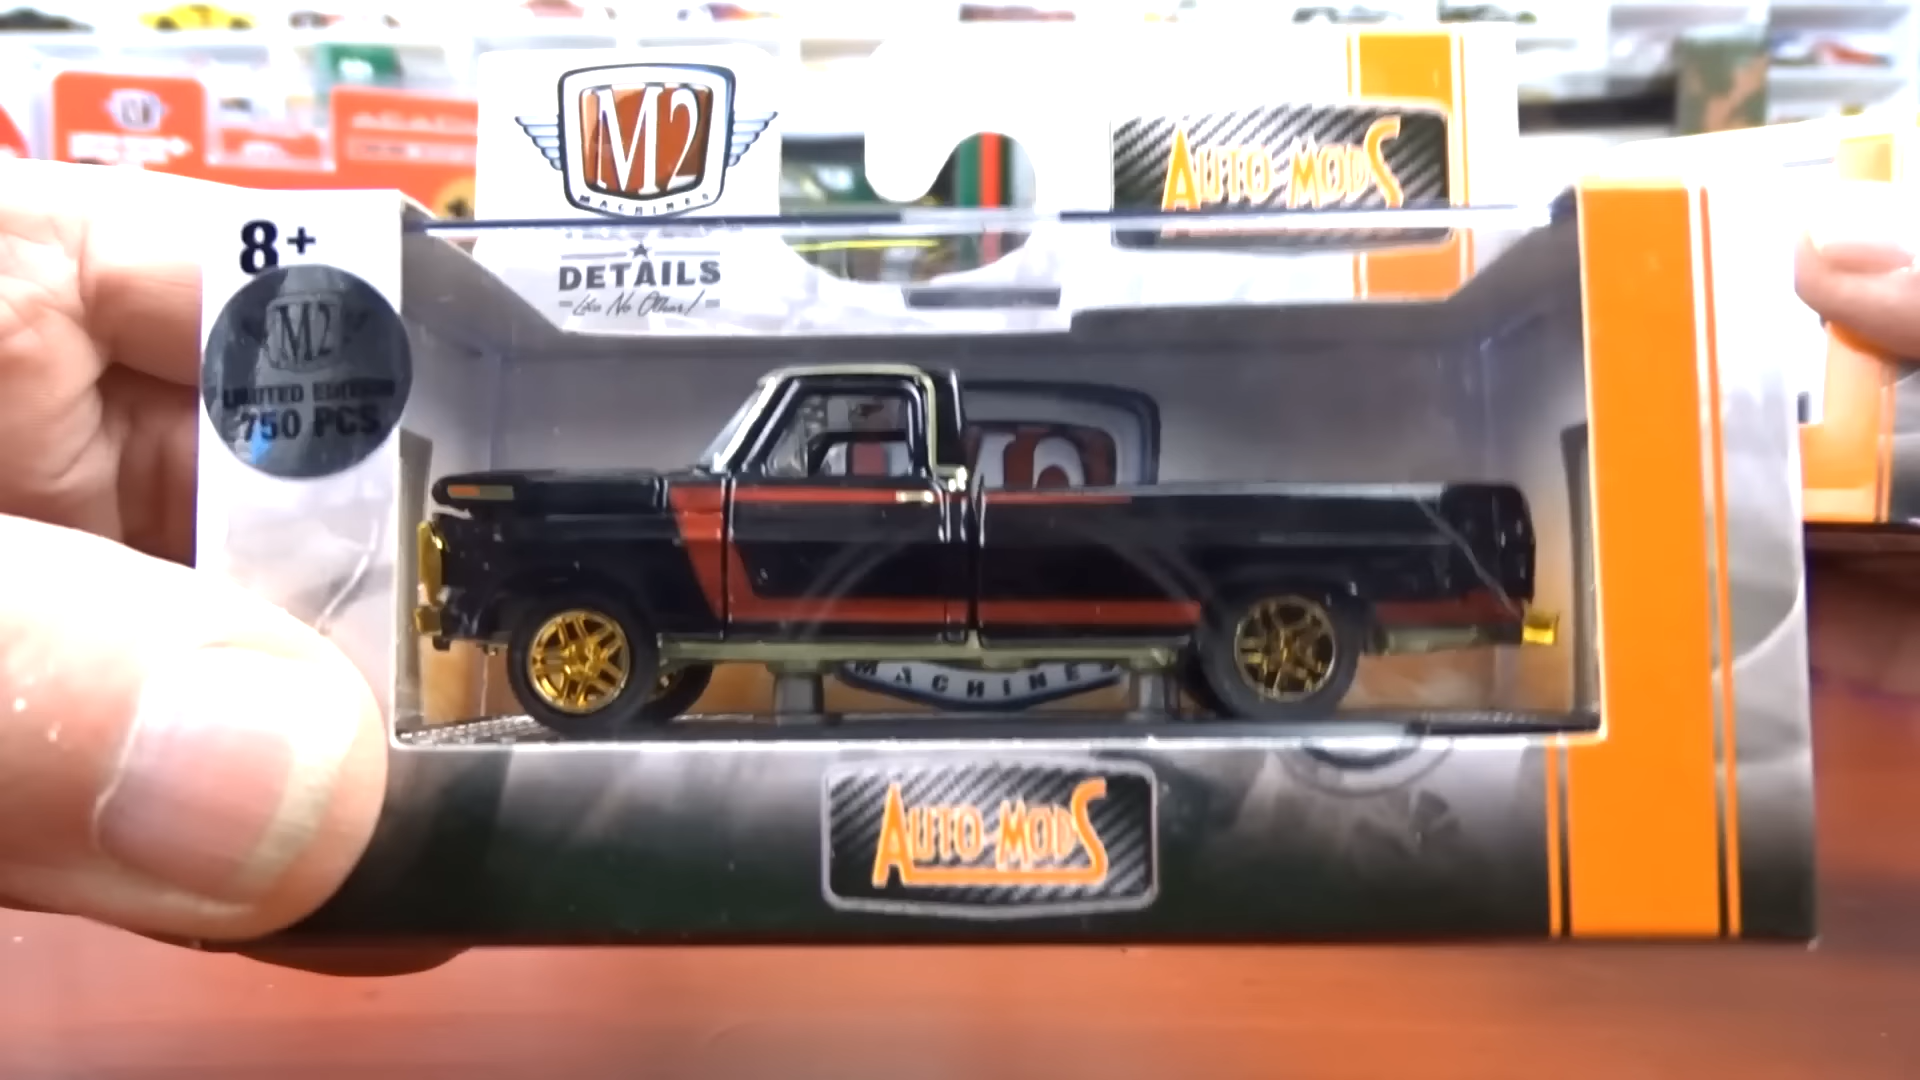 M2
MACHINES
AUTO-MODS
8+
DETAILS
Like No Other!
M2
LIMITED EDITION
750 PCS
MACHINES
AUTO-MODS